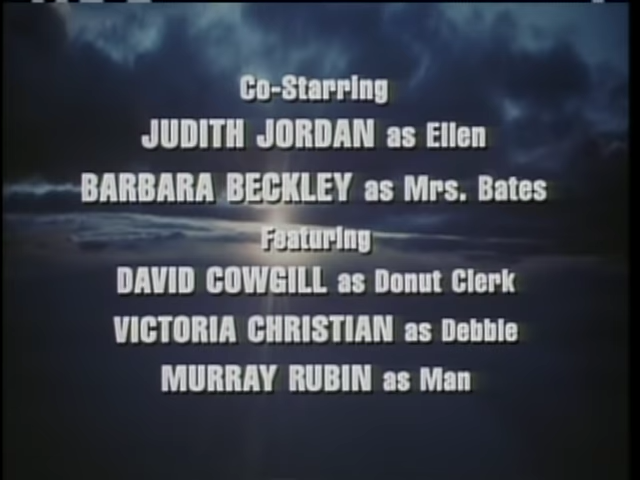 Co-Starring
JUDITH JORDAN as Ellen
BARBARA BECKLEY as Mrs. Bates
Featuring
DAVID COWGILL as Donut Clerk
VICTORIA CHRISTIAN as Debbie
MURRAY RUBIN as Man